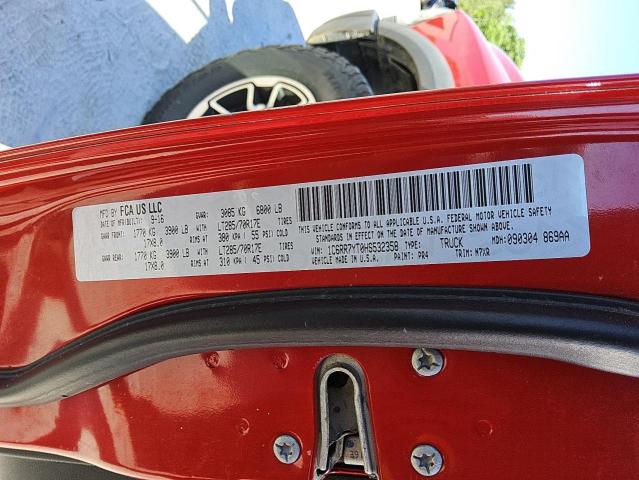 MFD BY FCA US LLC
DATE OF MFR(BUILT): 9-16 GVWR: 3085 KG 6800 LB
GAWR FRONT: 1770 KG 3900 LB WITH LT285/70R17E TIRES
17X8.0 RIMS AT 380 KPA ( 55 PSI) COLD
GAWR REAR: 1770 KG 3900 LB WITH LT285/70R17E TIRES
17X8.0 RIMS AT 310 KPA ( 45 PSI) COLD
THIS VEHICLE CONFORMS TO ALL APPLICABLE U.S.A. FEDERAL MOTOR VEHICLE SAFETY
STANDARDS IN EFFECT ON THE DATE OF MANUFACTURE SHOWN ABOVE.
VIN: 1C6RR7YT0HS532358 TYPE: TRUCK MDH: 090304 869AA
VEHICLE MADE IN U.S.A. PAINT: PR4 TRIM: M7XR